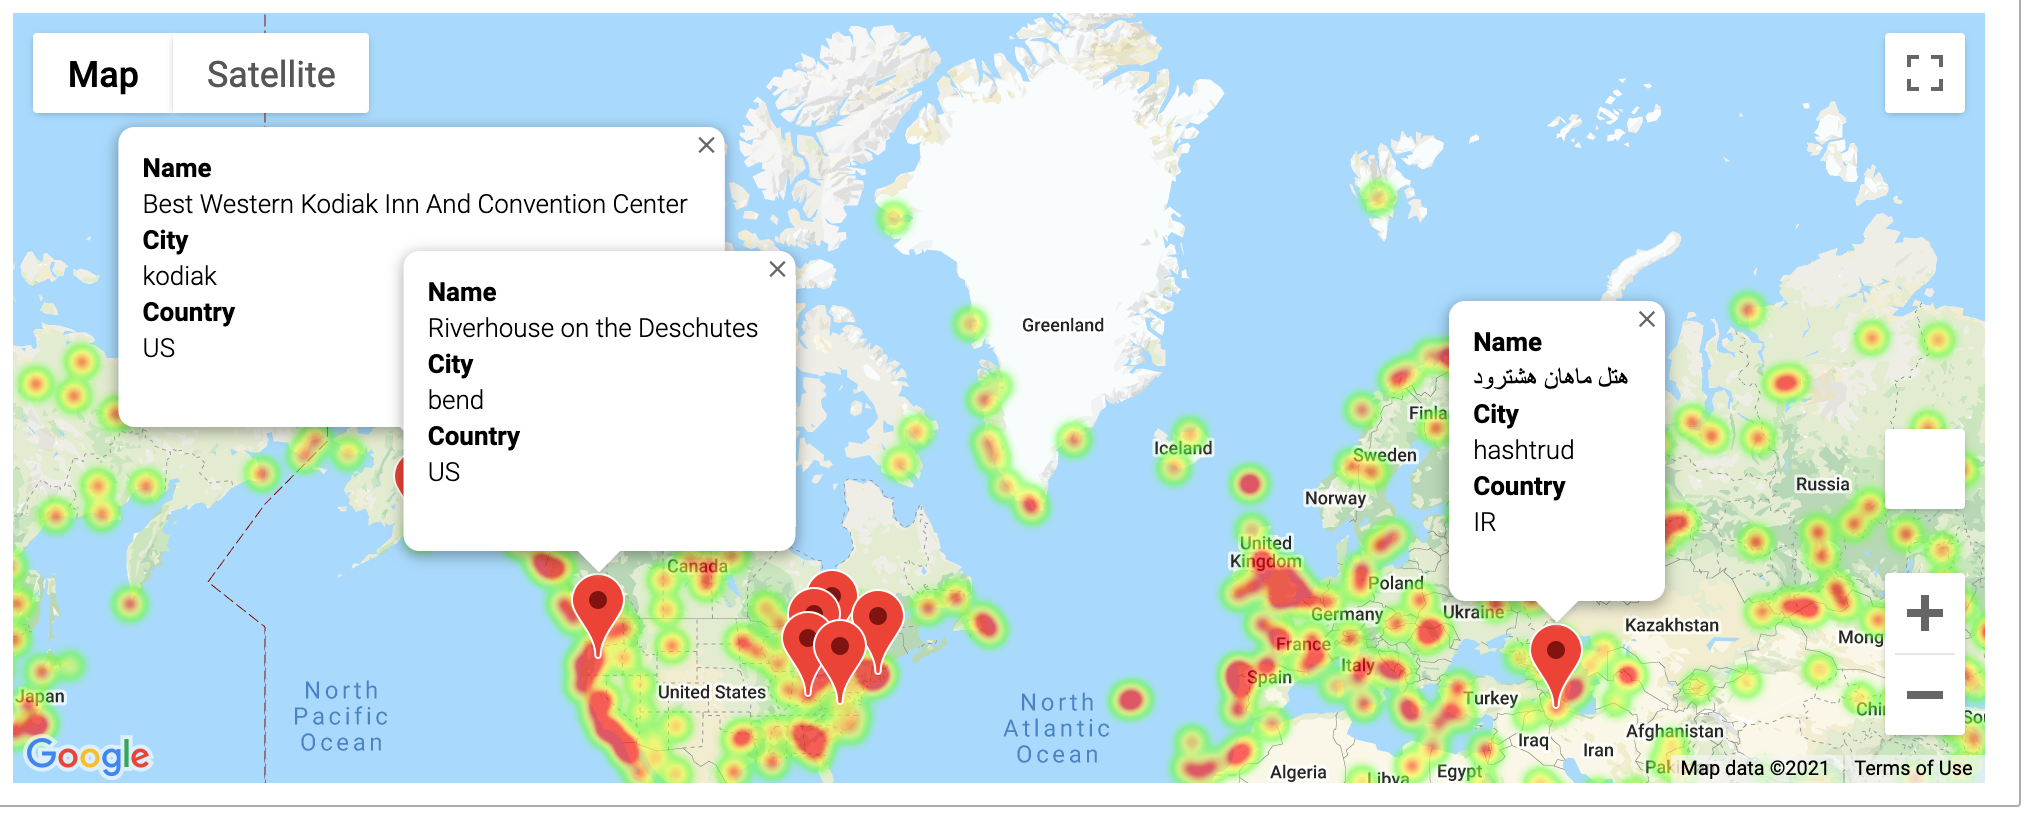 Map
Satellite
Name
Best Western Kodiak Inn And Convention Center
City
kodiak
Country
US
Name
Riverhouse on the Deschutes
City
bend
Country
US
Name
هتل ماهان هشترود
City
hashtrud
Country
IR
Greenland
Iceland
Finla
Sweden
Norway
Russia
United
Kingdom
Canada
Poland
Germany
Ukraine
Kazakhstan
Mong
France
Italy
Spain
United States
Turkey
Japan
North
Pacific
Ocean
North
Atlantic
Ocean
Chi
So
Afghanistan
Iraq
Iran
Algeria
Libya
Egypt
Pak
Google
Map data ©2021
Terms of Use